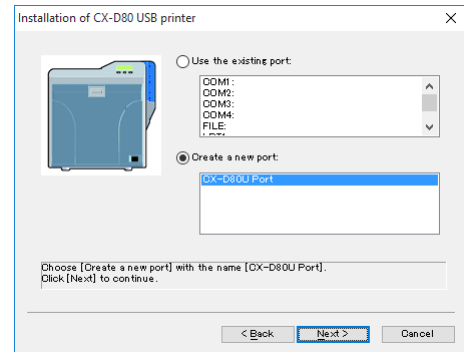 Installation of CX-D80 USB printer
Use the existing port:
COM1:
COM2:
COM3:
COM4:
FILE:
Create a new port:
CX-D80U Port
Choose [Create a new port] with the name [CX-D80U Port].
Click [Next] to continue.
< Back
Next >
Cancel